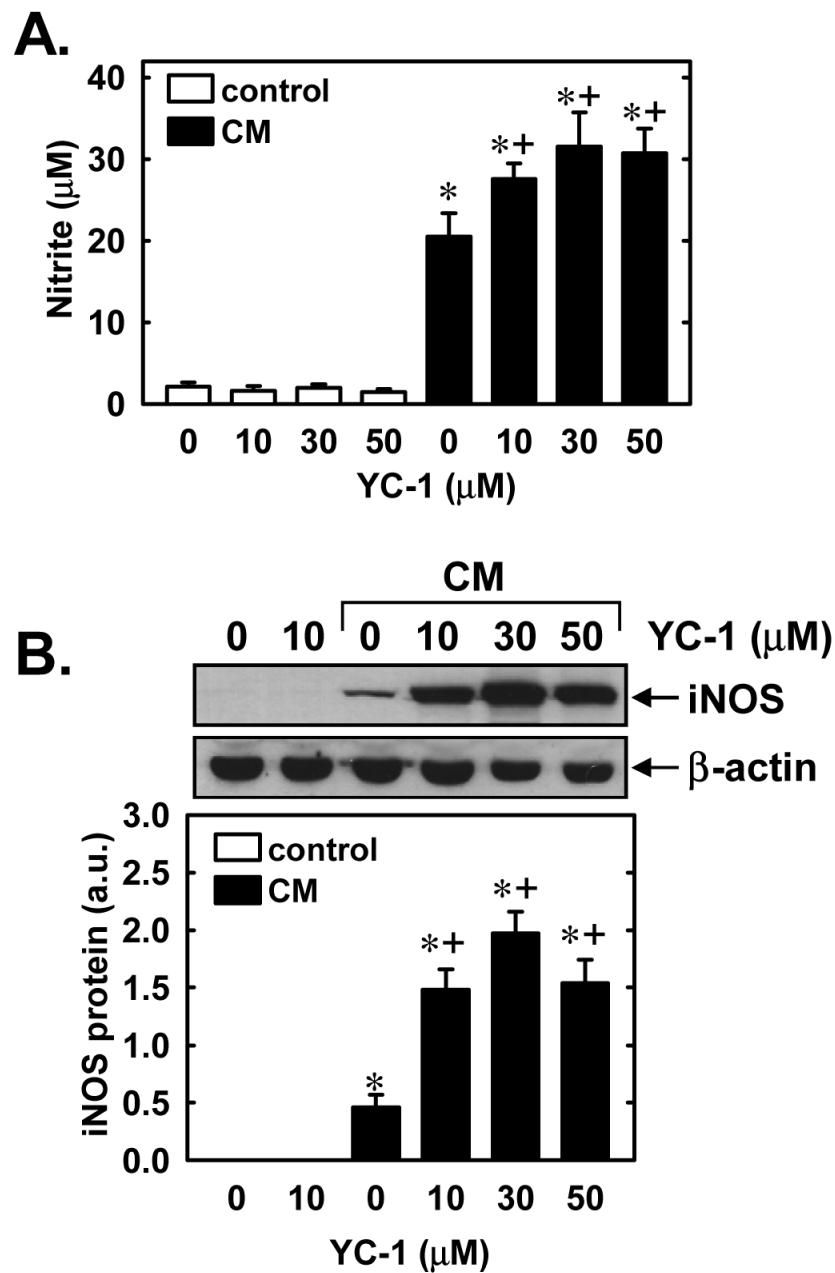 A.
40
30
20
10
0
Nitrite (μM)
control
CM
*
*+
*+
*+
0 10 30 50 0 10 30 50
YC-1 (μM)
B.
CM
0 10 0 10 30 50 YC-1 (μM)
iNOS
β-actin
3.0
2.5
2.0
1.5
1.0
0.5
0.0
iNOS protein (a.u.)
control
CM
*
*+
*+
*+
0 10 0 10 30 50
YC-1 (μM)